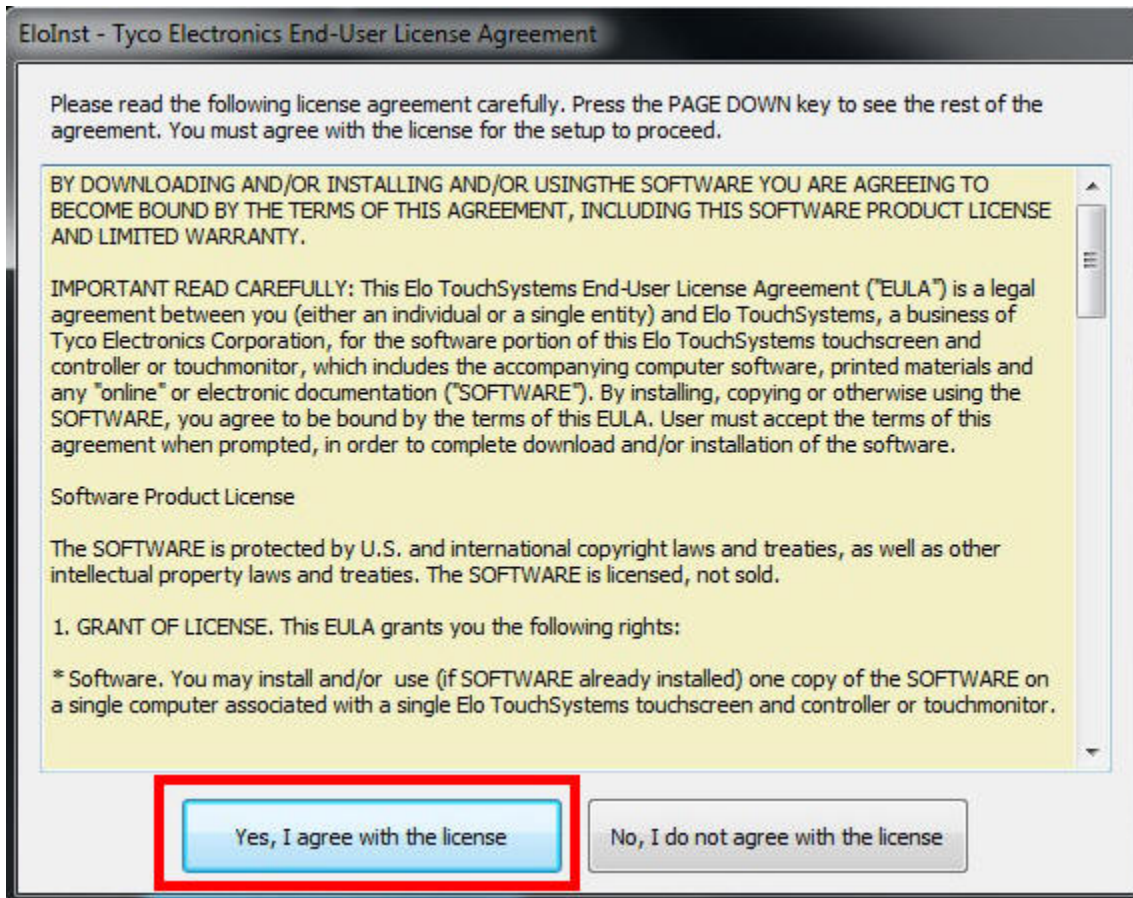 EloInst - Tyco Electronics End-User License Agreement
Please read the following license agreement carefully. Press the PAGE DOWN key to see the rest of the
agreement. You must agree with the license for the setup to proceed.
BY DOWNLOADING AND/OR INSTALLING AND/OR USINGTHE SOFTWARE YOU ARE AGREEING TO
BECOME BOUND BY THE TERMS OF THIS AGREEMENT, INCLUDING THIS SOFTWARE PRODUCT LICENSE
AND LIMITED WARRANTY.
IMPORTANT READ CAREFULLY: This Elo TouchSystems End-User License Agreement ("EULA") is a legal
agreement between you (either an individual or a single entity) and Elo TouchSystems, a business of
Tyco Electronics Corporation, for the software portion of this Elo TouchSystems touchscreen and
controller or touchmonitor, which includes the accompanying computer software, printed materials and
any "online" or electronic documentation ("SOFTWARE"). By installing, copying or otherwise using the
SOFTWARE, you agree to be bound by the terms of this EULA. User must accept the terms of this
agreement when prompted, in order to complete download and/or installation of the software.
Software Product License
The SOFTWARE is protected by U.S. and international copyright laws and treaties, as well as other
intellectual property laws and treaties. The SOFTWARE is licensed, not sold.
1. GRANT OF LICENSE. This EULA grants you the following rights:
* Software. You may install and/or  use (if SOFTWARE already installed) one copy of the SOFTWARE on
a single computer associated with a single Elo TouchSystems touchscreen and controller or touchmonitor.
Yes, I agree with the license
No, I do not agree with the license